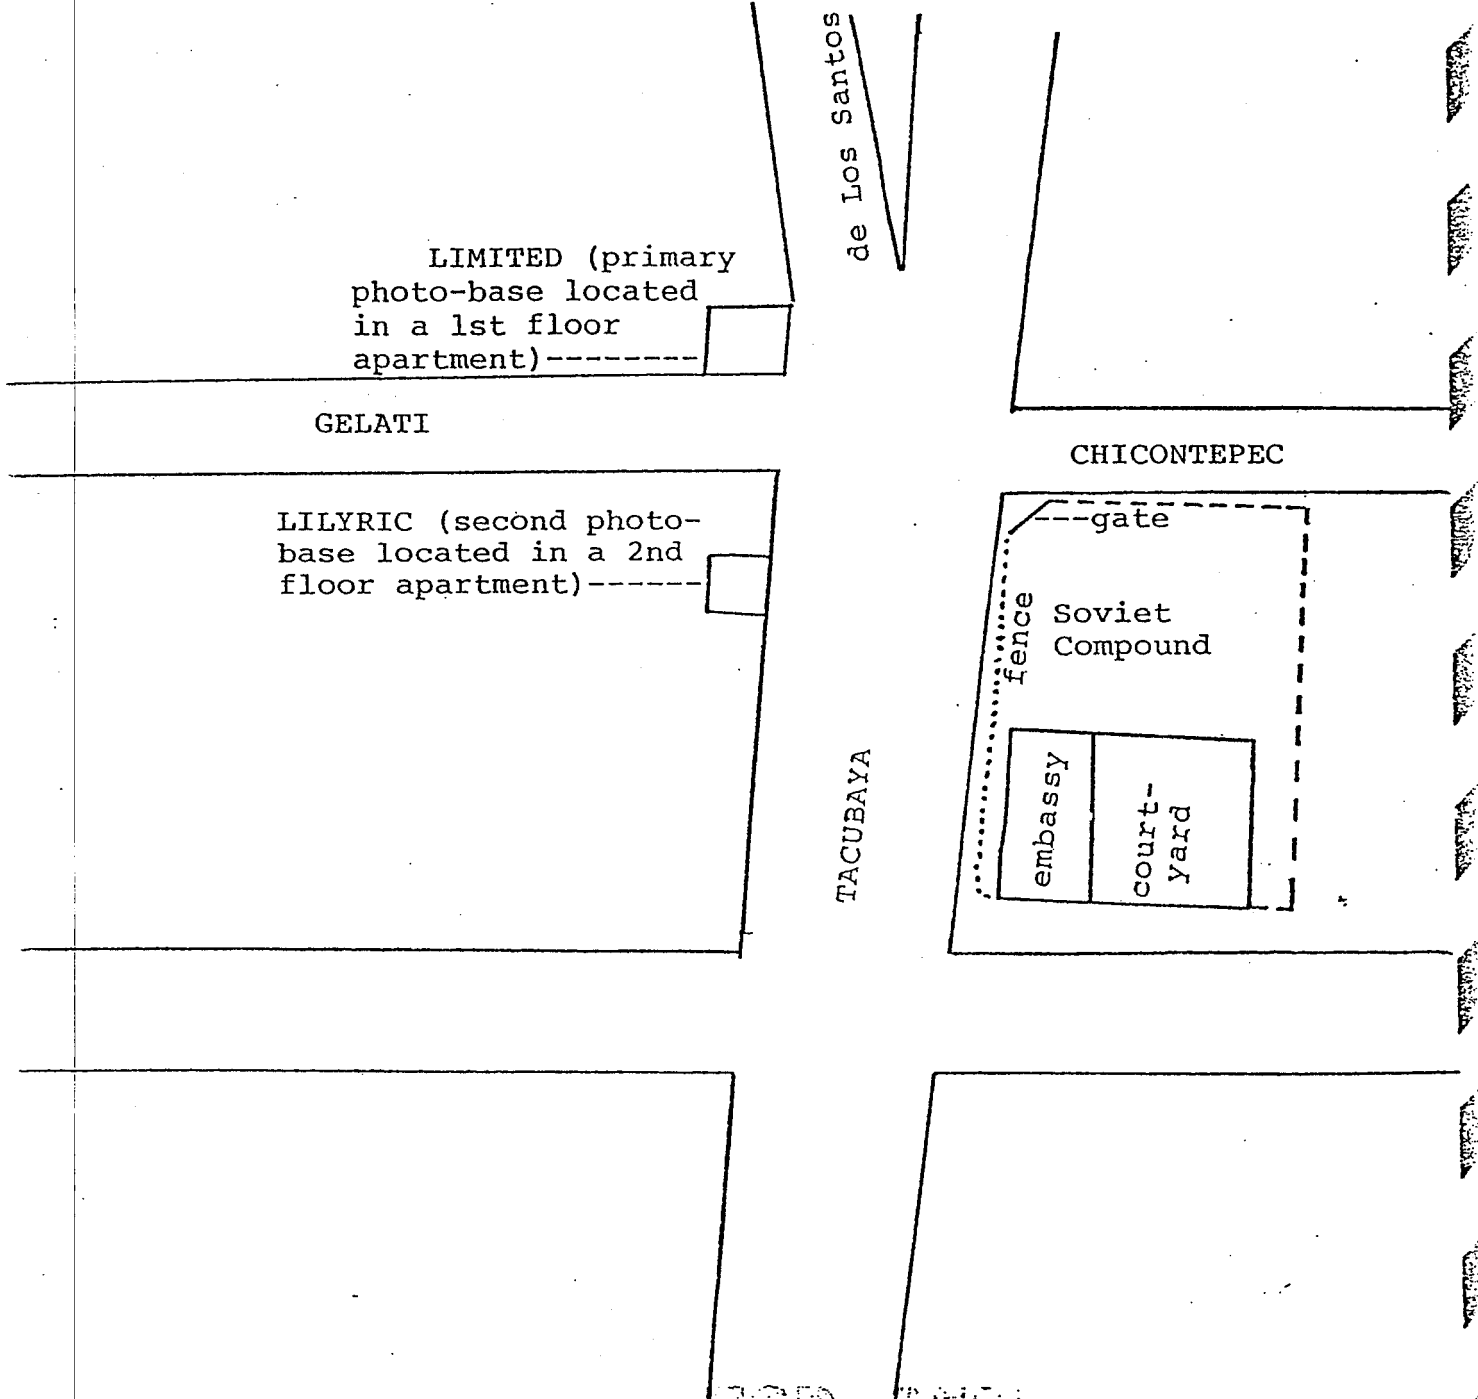 de Los Santos
LIMITED (primary
photo-base located
in a 1st floor
apartment)--------
GELATI
CHICONTEPEC
LILYRIC (second photo-
base located in a 2nd
floor apartment)------
---gate
fence
Soviet
Compound
TACUBAYA
embassy
court-
yard